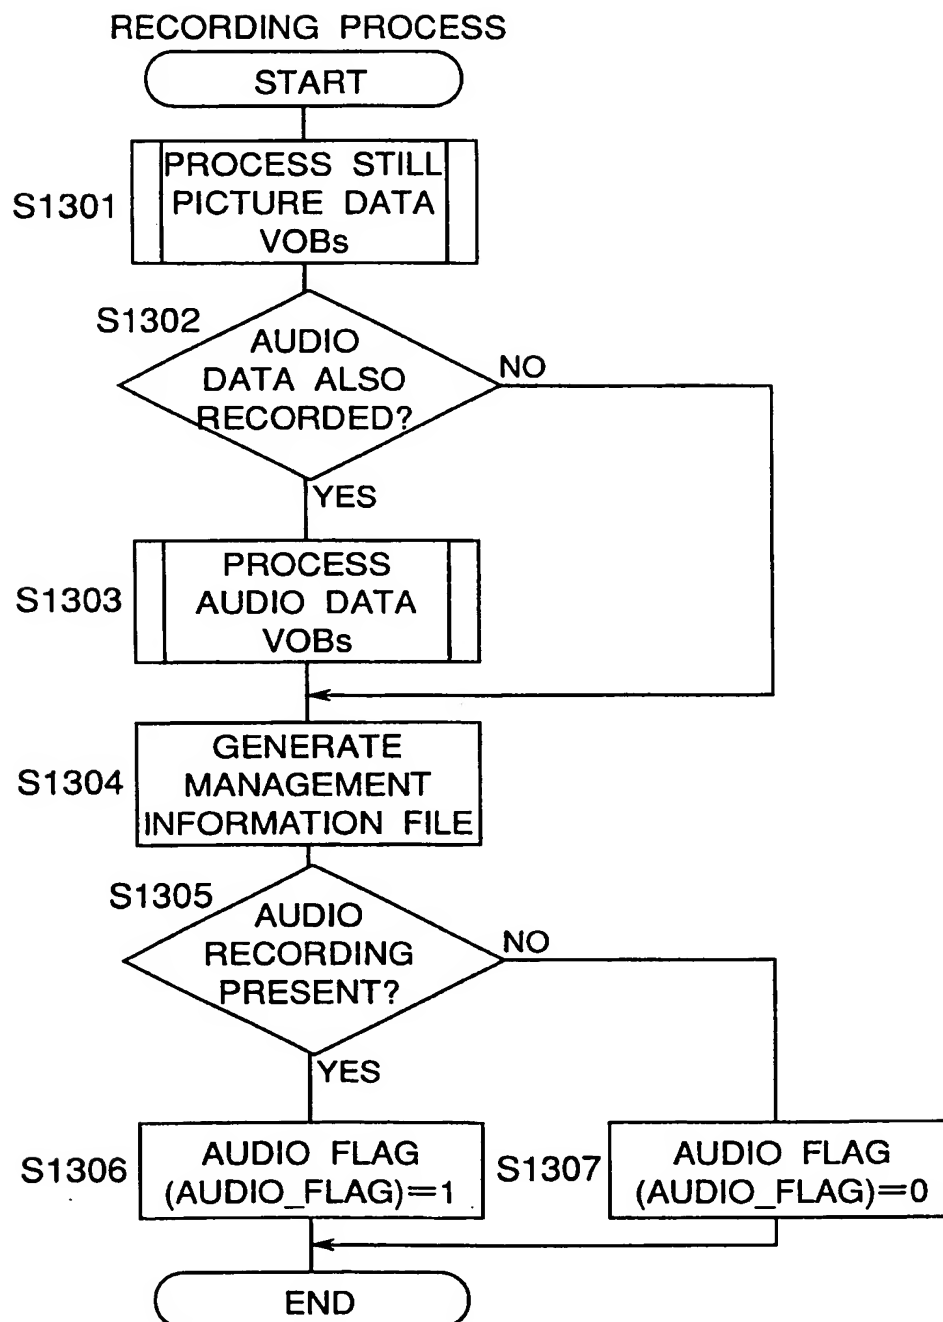 RECORDING PROCESS
START
S1301
PROCESS STILL
PICTURE DATA
VOBs
S1302
AUDIO
DATA ALSO
RECORDED?
NO
YES
S1303
PROCESS
AUDIO DATA
VOBs
S1304
GENERATE
MANAGEMENT
INFORMATION FILE
S1305
AUDIO
RECORDING
PRESENT?
NO
YES
S1306
AUDIO FLAG
(AUDIO_FLAG)=1
S1307
AUDIO FLAG
(AUDIO_FLAG)=0
END